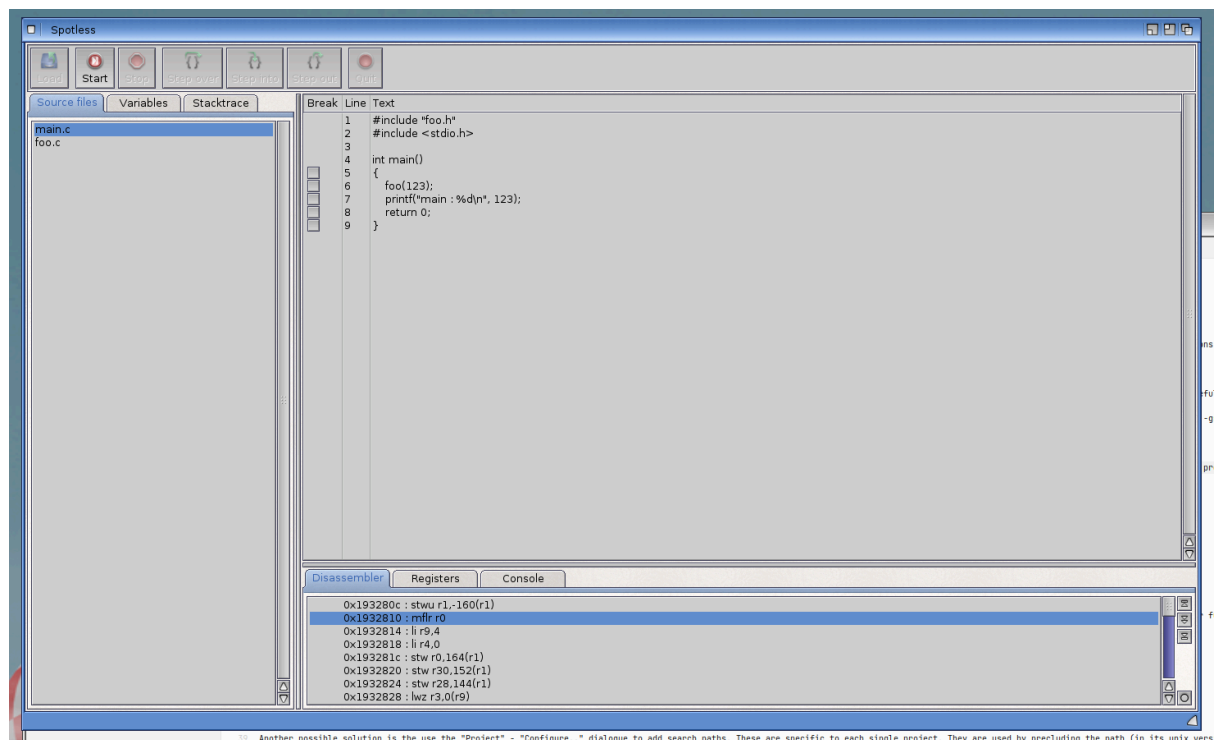 Spotless
Load Start Stop Step over Step into Step out Quit
Source files Variables Stacktrace
main.c
foo.c
Break Line Text
1 #include "foo.h"
2 #include <stdio.h>
3
4 int main()
5 {
6 foo(123);
7 printf("main : %d\n", 123);
8 return 0;
9 }
ons
efu
-g
pr
f
Disassembler Registers Console
0x193280c : stwu r1,-160(r1)
0x1932810 : mflr r0
0x1932814 : li r9,4
0x1932818 : li r4,0
0x193281c : stw r0,164(r1)
0x1932820 : stw r30,152(r1)
0x1932824 : stw r28,144(r1)
0x1932828 : lwz r3,0(r9)
39 Another possible solution is the use the "Project" - "Configure " dialogue to add search paths. These are specific to each single project. They are used by precluding the path (in its unix vers